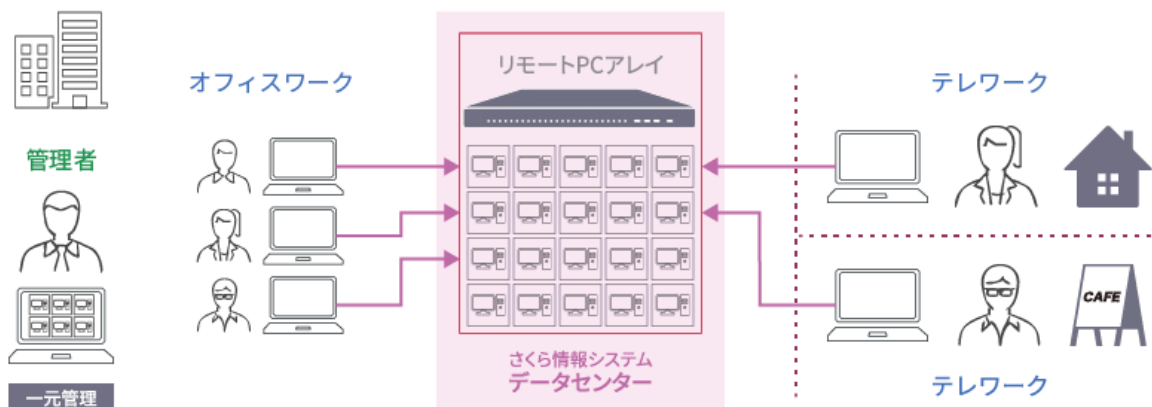 管理者
一元管理
オフィスワーク
リモートPCアレイ
さくら情報システム
データセンター
テレワーク
CAFE
テレワーク